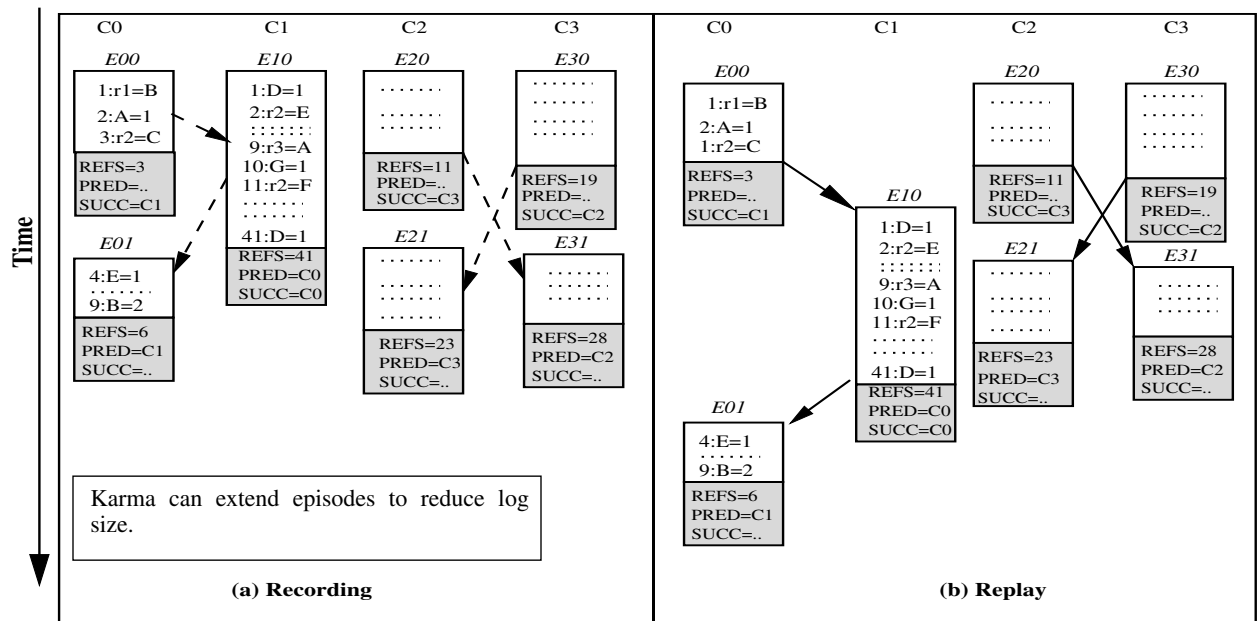 Time
C0
C1
C2
C3
E00
1:r1=B
2:A=1
3:r2=C
REFS=3
PRED=..
SUCC=C1
E10
1:D=1
2:r2=E
9:r3=A
10:G=1
11:r2=F
41:D=1
REFS=41
PRED=C0
SUCC=C0
E20
REFS=11
PRED=..
SUCC=C3
E30
REFS=19
PRED=..
SUCC=C2
E01
4:E=1
9:B=2
REFS=6
PRED=C1
SUCC=..
E21
REFS=23
PRED=C3
SUCC=..
E31
REFS=28
PRED=C2
SUCC=..
Karma can extend episodes to reduce log
size.
(a) Recording
C0
C1
C2
C3
E00
1:r1=B
2:A=1
1:r2=C
REFS=3
PRED=..
SUCC=C1
E10
1:D=1
2:r2=E
9:r3=A
10:G=1
11:r2=F
41:D=1
REFS=41
PRED=C0
SUCC=C0
E20
REFS=11
PRED=..
SUCC=C3
E30
REFS=19
PRED=..
SUCC=C2
E21
REFS=23
PRED=C3
SUCC=..
E31
REFS=28
PRED=C2
SUCC=..
E01
4:E=1
9:B=2
REFS=6
PRED=C1
SUCC=..
(b) Replay